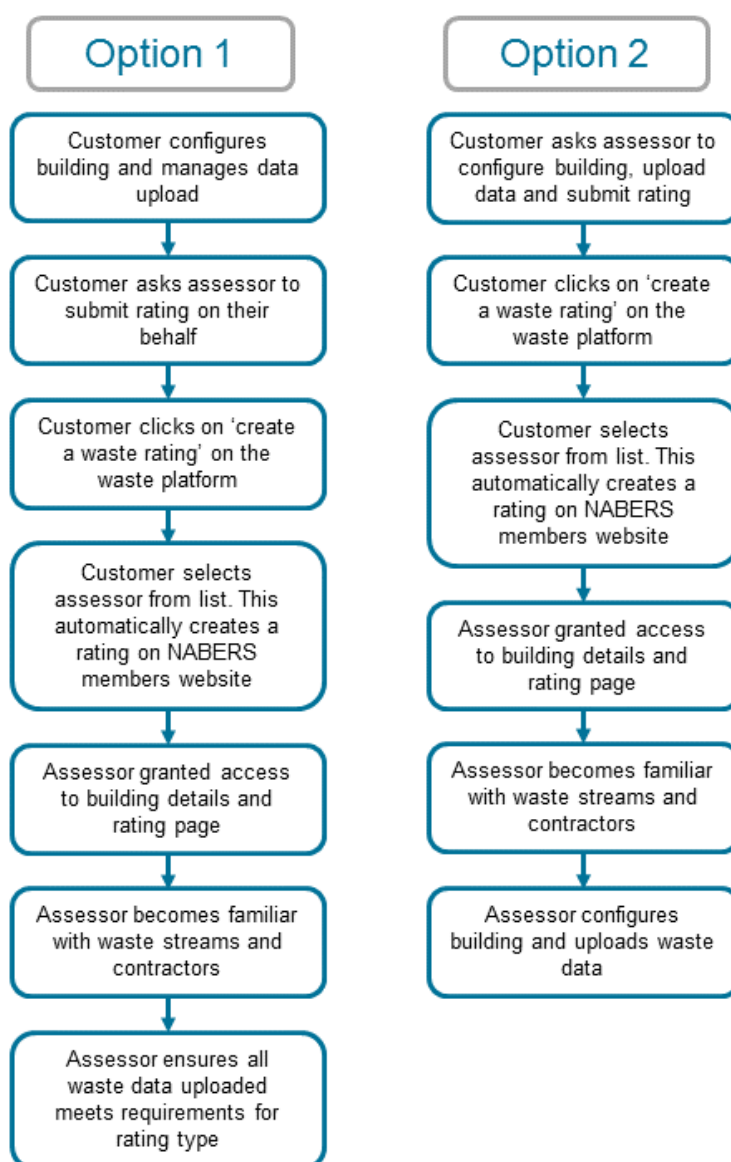 Option 1
Customer configures
building and manages data
upload
Customer asks assessor to
submit rating on their
behalf
Customer clicks on ‘create
a waste rating’ on the
waste platform
Customer selects
assessor from list. This
automatically creates a
rating on NABERS
members website
Assessor granted access
to building details and
rating page
Assessor becomes familiar
with waste streams and
contractors
Assessor ensures all
waste data uploaded
meets requirements for
rating type
Option 2
Customer asks assessor to
configure building, upload
data and submit rating
Customer clicks on ‘create
a waste rating’ on the
waste platform
Customer selects
assessor from list. This
automatically creates a
rating on NABERS
members website
Assessor granted access
to building details and
rating page
Assessor becomes familiar
with waste streams and
contractors
Assessor configures
building and uploads waste
data